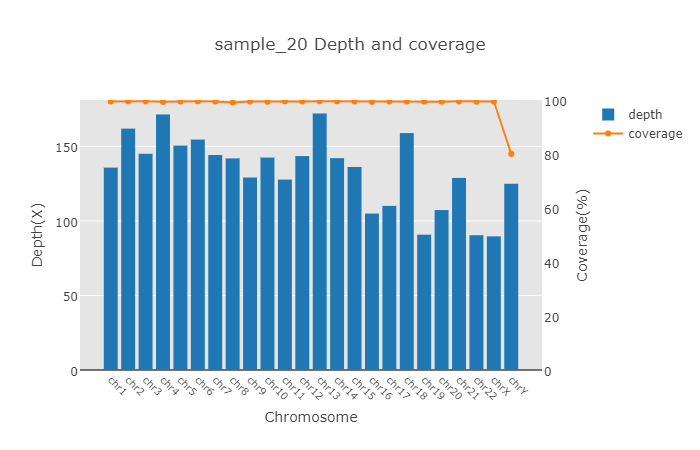 sample_20 Depth and coverage
depth
coverage
Depth(X)
150
100
50
0
Coverage(%)
100
80
60
40
20
0
chr1 chr2 chr3 chr4 chr5 chr6 chr7 chr8 chr9 chr10 chr11 chr12 chr13 chr14 chr15 chr16 chr17 chr18 chr19 chr20 chr21 chr22 chrX chrY
Chromosome